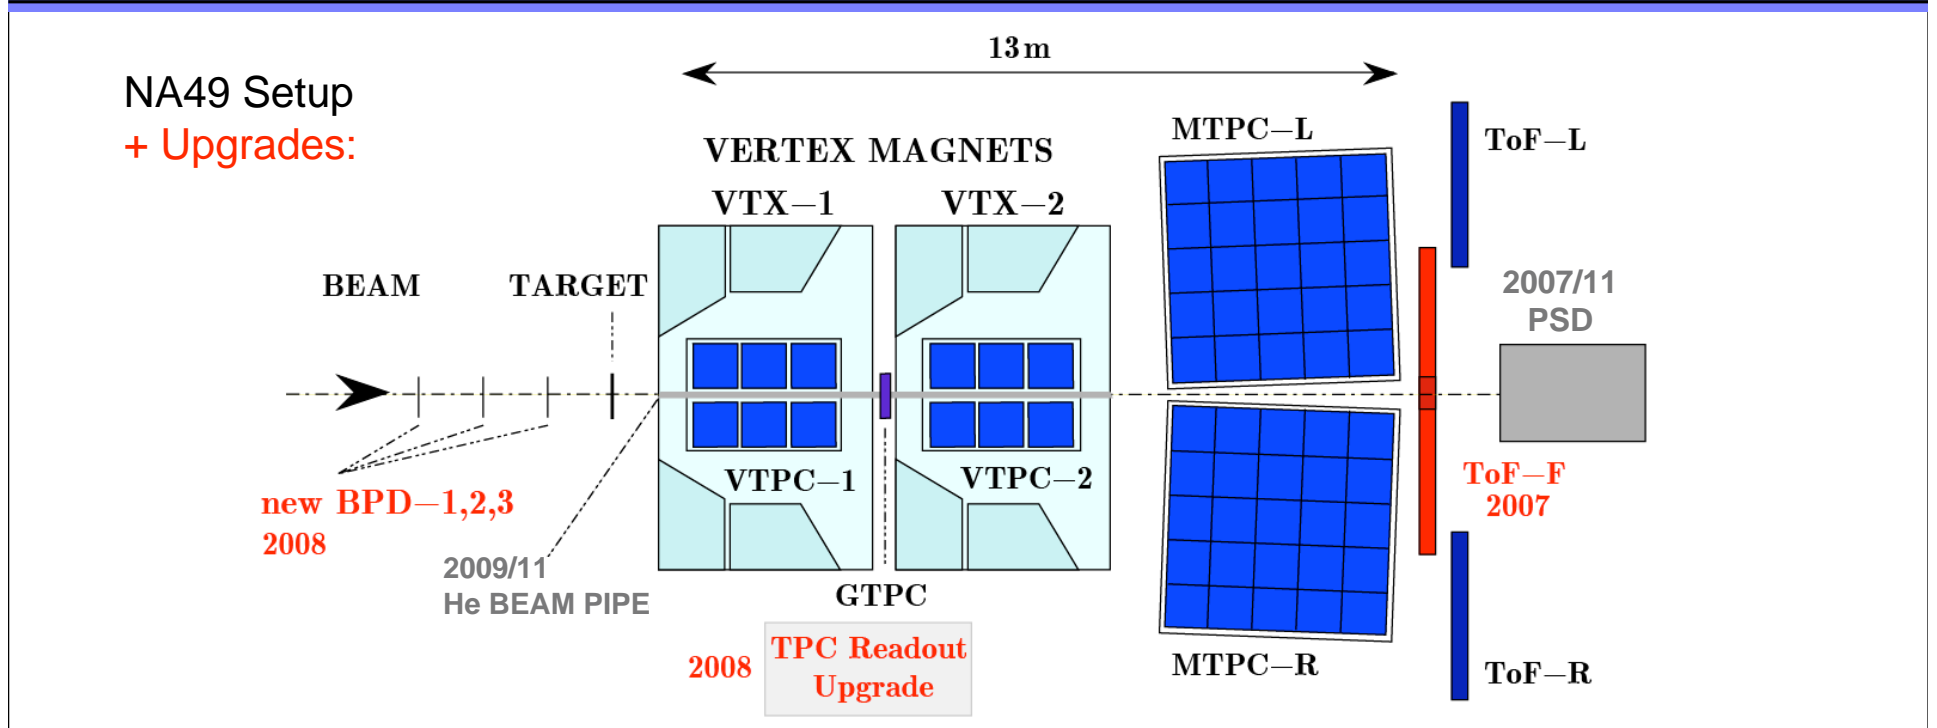 13 m
NA49 Setup
+ Upgrades:
MTPC–L
ToF–L
VERTEX MAGNETS
VTX–1
VTX–2
BEAM
TARGET
2007/11
PSD
VTPC–1
VTPC–2
ToF–F
2007
new BPD–1,2,3
2008
2009/11
He BEAM PIPE
GTPC
2008
TPC Readout
Upgrade
MTPC–R
ToF–R